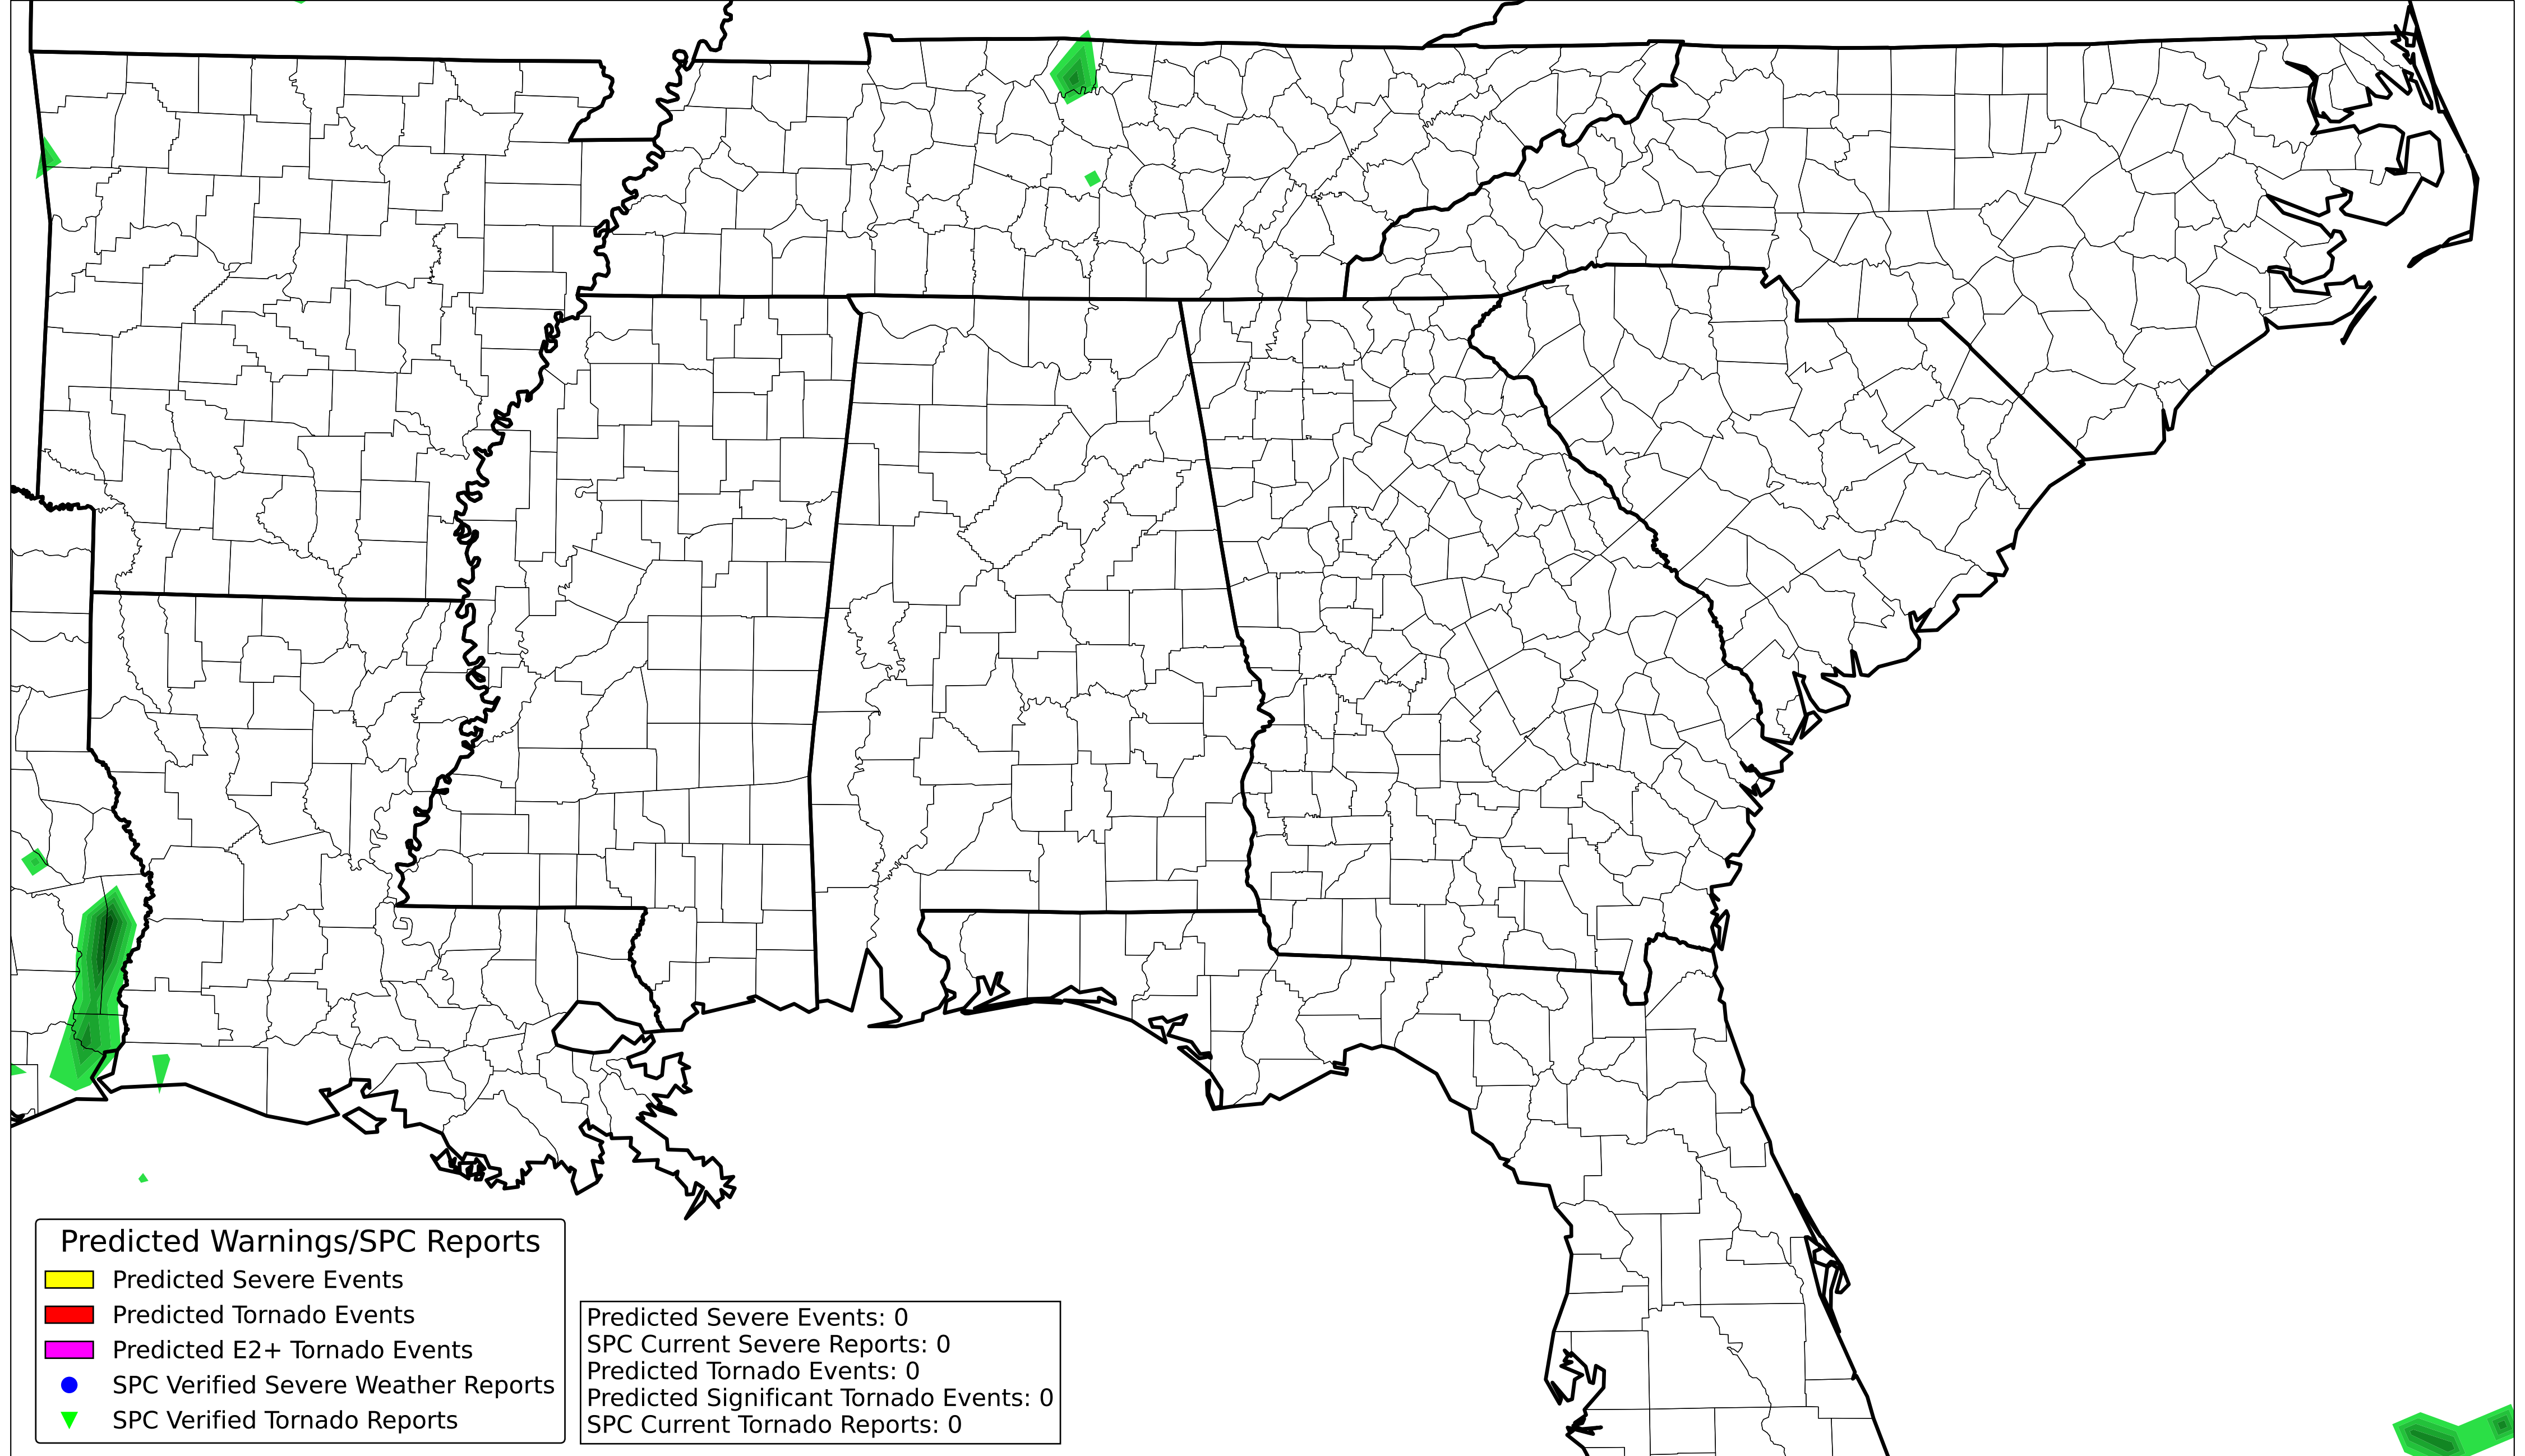 Predicted Warnings/SPC Reports
Predicted Severe Events
Predicted Tornado Events
Predicted E2+ Tornado Events
SPC Verified Severe Weather Reports
SPC Verified Tornado Reports
Predicted Severe Events: 0
SPC Current Severe Reports: 0
Predicted Tornado Events: 0
Predicted Significant Tornado Events: 0
SPC Current Tornado Reports: 0